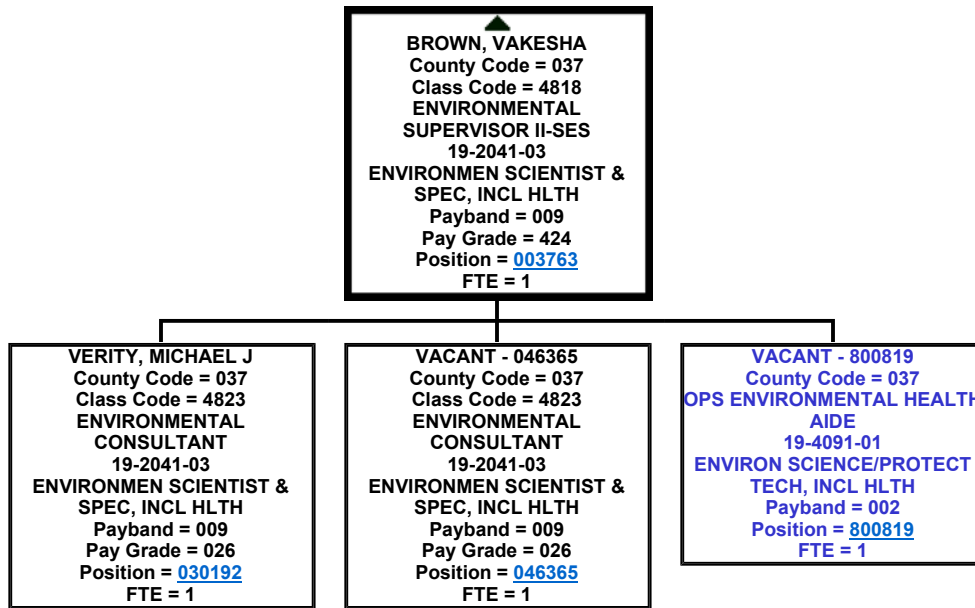 BROWN, VAKESHA
County Code = 037
Class Code = 4818
ENVIRONMENTAL
SUPERVISOR II-SES
19-2041-03
ENVIRONMEN SCIENTIST &
SPEC, INCL HLTH
Payband = 009
Pay Grade = 424
Position = 003763
FTE = 1
VERITY, MICHAEL J
County Code = 037
Class Code = 4823
ENVIRONMENTAL
CONSULTANT
19-2041-03
ENVIRONMEN SCIENTIST &
SPEC, INCL HLTH
Payband = 009
Pay Grade = 026
Position = 030192
FTE = 1
VACANT - 046365
County Code = 037
Class Code = 4823
ENVIRONMENTAL
CONSULTANT
19-2041-03
ENVIRONMEN SCIENTIST &
SPEC, INCL HLTH
Payband = 009
Pay Grade = 026
Position = 046365
FTE = 1
VACANT - 800819
County Code = 037
OPS ENVIRONMENTAL HEALTH
AIDE
19-4091-01
ENVIRON SCIENCE/PROTECT
TECH, INCL HLTH
Payband = 002
Position = 800819
FTE = 1